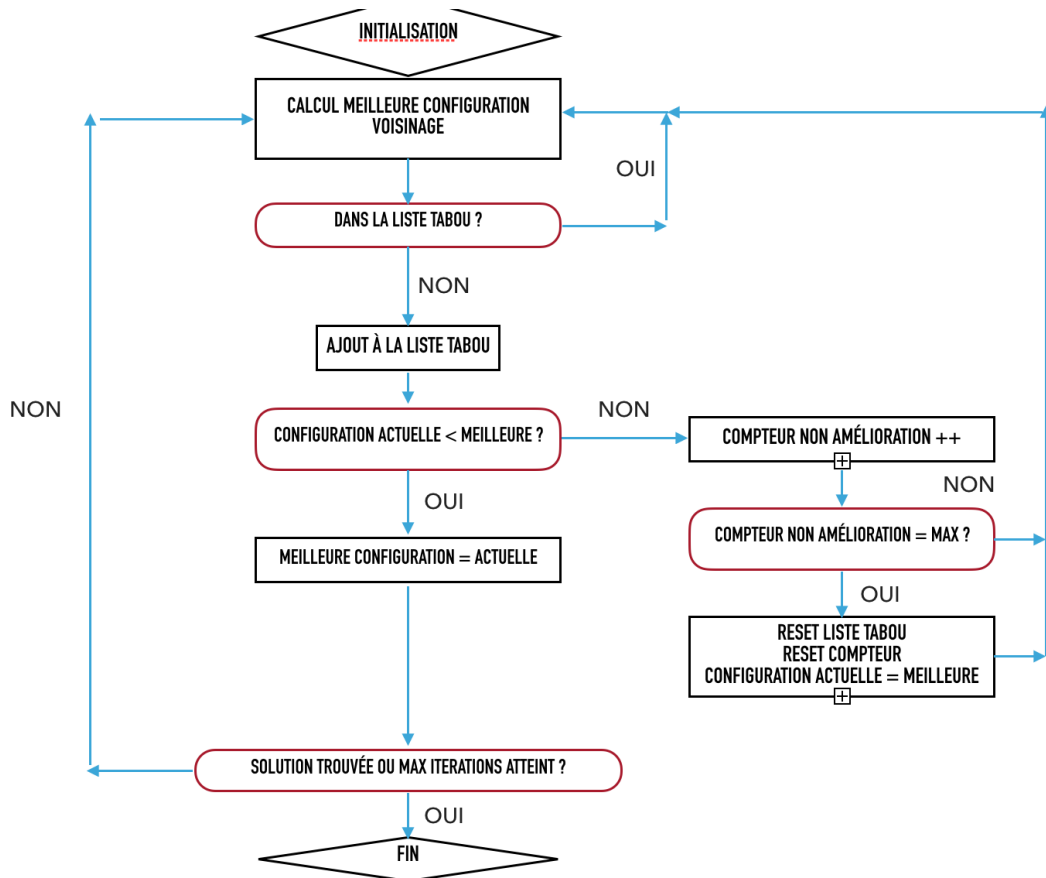 INITIALISATION
CALCUL MEILLEURE CONFIGURATION
VOISINAGE
OUI
DANS LA LISTE TABOU ?
NON
AJOUT À LA LISTE TABOU
NON
NON
CONFIGURATION ACTUELLE < MEILLEURE ?
COMPTEUR NON AMÉLIORATION ++
NON
OUI
COMPTEUR NON AMÉLIORATION = MAX ?
MEILLEURE CONFIGURATION = ACTUELLE
OUI
RESET LISTE TABOU
RESET COMPTEUR
CONFIGURATION ACTUELLE = MEILLEURE
SOLUTION TROUVÉE OU MAX ITERATIONS ATTEINT ?
OUI
FIN